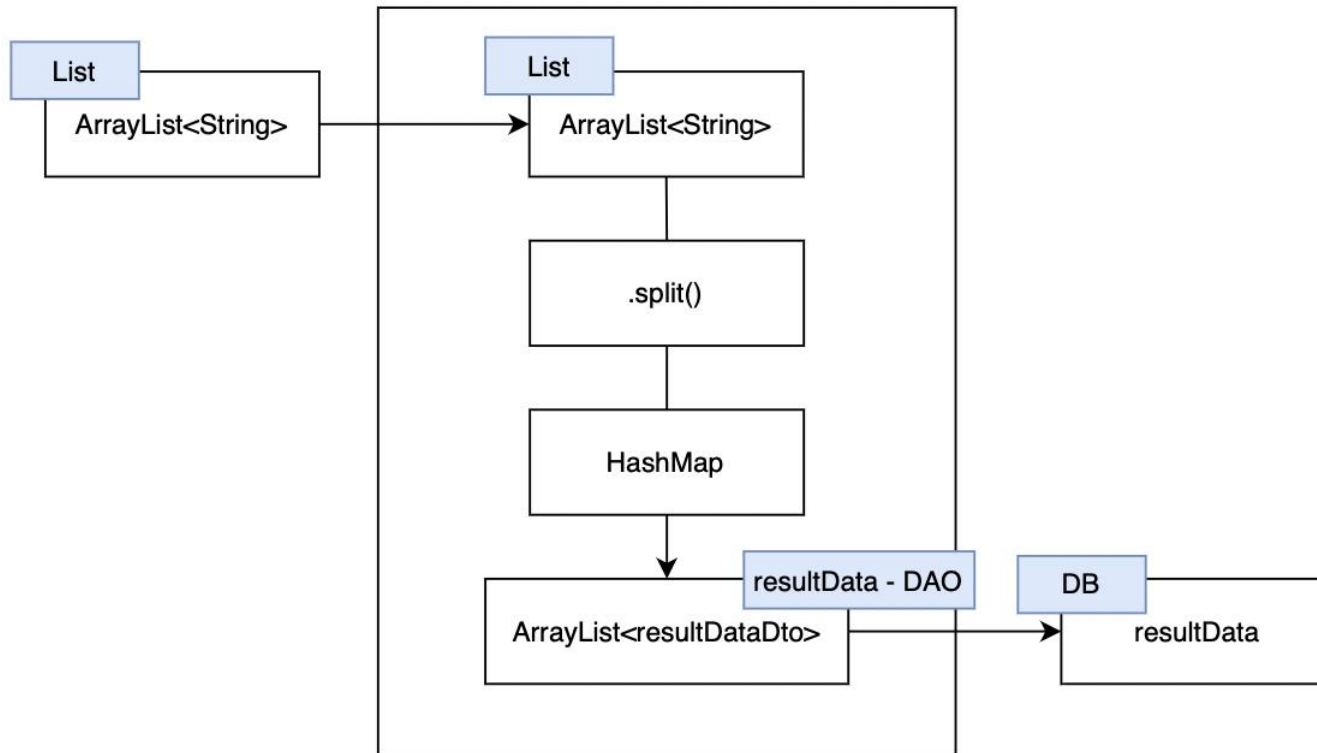 List
ArrayList<String>
List
ArrayList<String>
.split()
HashMap
resultData - DAO
ArrayList<resultDataDto>
DB
resultData